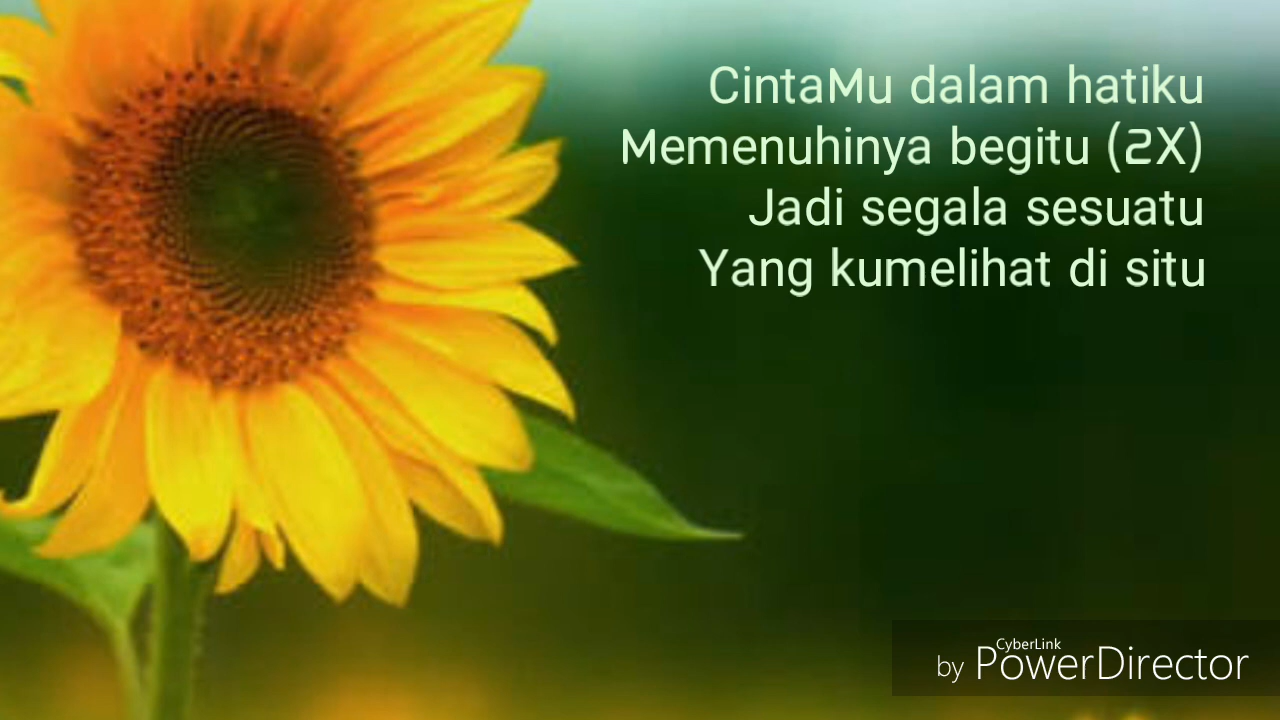 CintaMu dalam hatiku
Memenuhinya begitu (2X)
Jadi segala sesuatu
Yang kumelihat di situ
by CyberLink PowerDirector